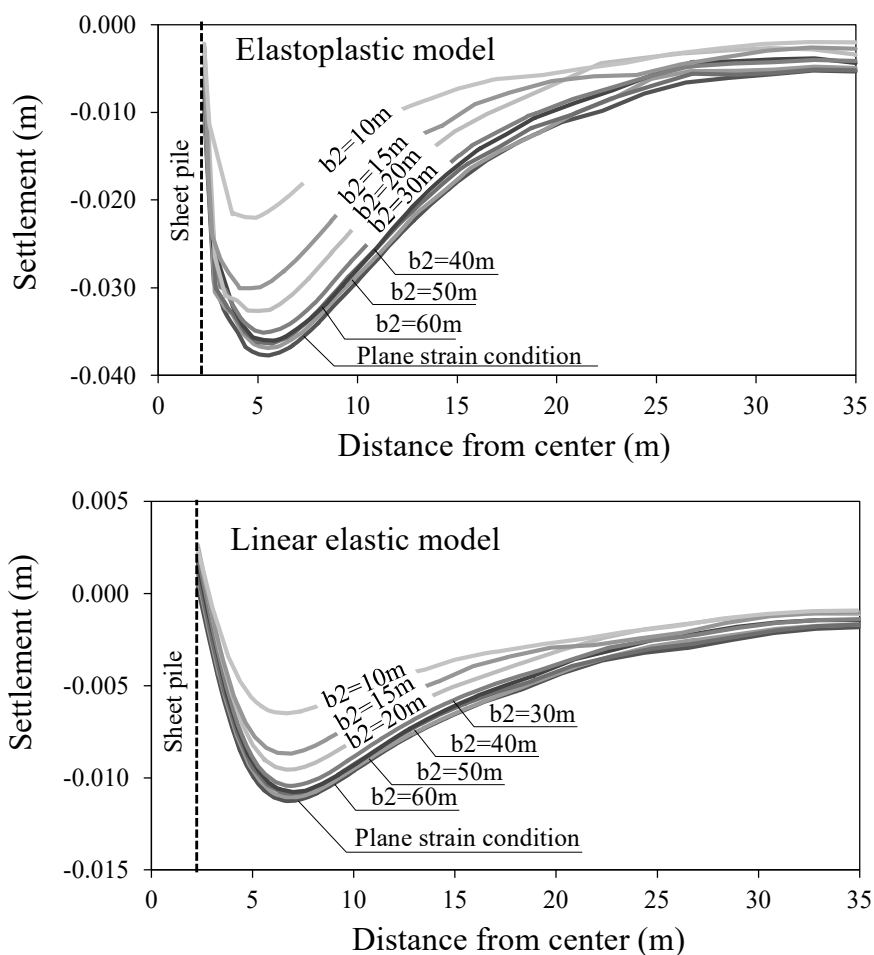 0.000
-0.010
-0.020
-0.030
-0.040
Settlement (m)
Elastoplastic model
Sheet pile
b2=10m
b2=15m
b2=20m
b2=30m
b2=40m
b2=50m
b2=60m
Plane strain condition
0 5 10 15 20 25 30 35
Distance from center (m)
0.005
0.000
-0.005
-0.010
-0.015
Settlement (m)
Linear elastic model
Sheet pile
b2=10m
b2=15m
b2=20m
b2=30m
b2=40m
b2=50m
b2=60m
Plane strain condition
0 5 10 15 20 25 30 35
Distance from center (m)